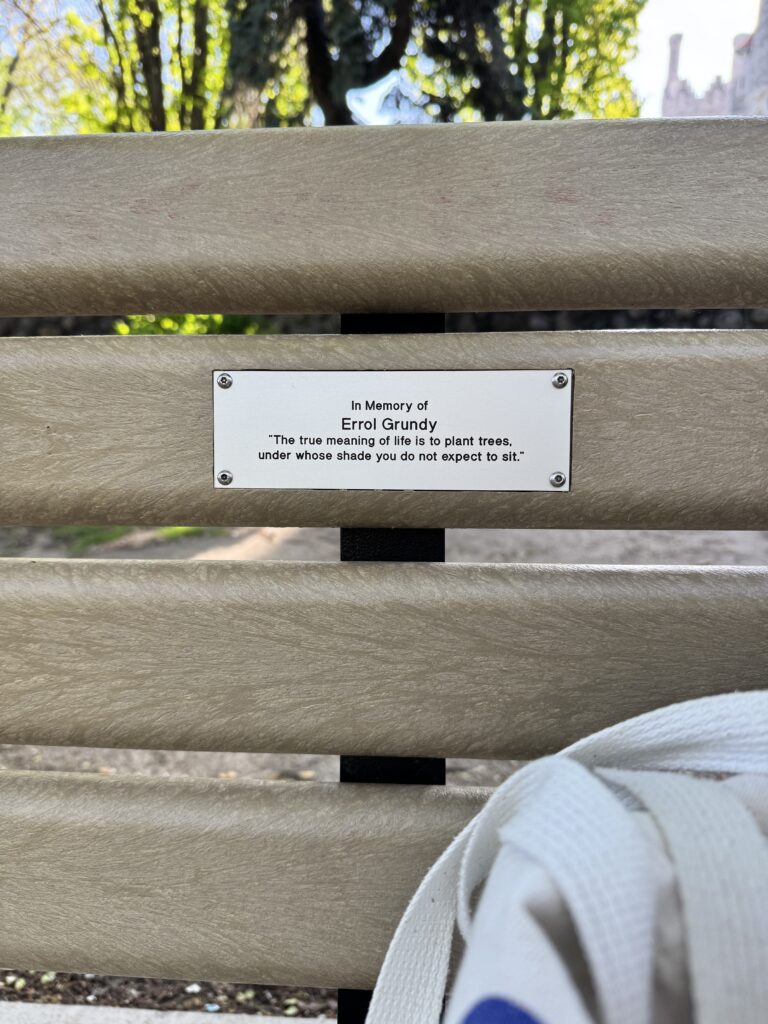 In Memory of
Errol Grundy
"The true meaning of life is to plant trees,
under whose shade you do not expect to sit."